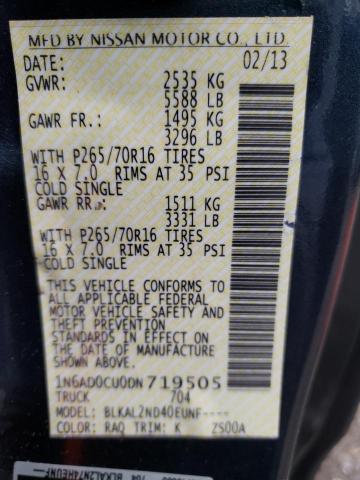 MFD BY NISSAN MOTOR CO., LTD.
DATE: 02/13
GVWR: 2535 KG
5588 LB
GAWR FR.: 1495 KG
3296 LB
WITH P265/70R16 TIRES
16 X 7.0 RIMS AT 35 PSI
COLD SINGLE
GAWR RR.: 1511 KG
3331 LB
WITH P265/70R16 TIRES
16 X 7.0 RIMS AT 35 PSI
COLD SINGLE
THIS VEHICLE CONFORMS TO
ALL APPLICABLE FEDERAL
MOTOR VEHICLE SAFETY AND
THEFT PREVENTION
STANDARDS IN EFFECT ON
THE DATE OF MANUFACTURE
SHOWN ABOVE.
1N6AD0CU0DN719505
TRUCK 704
MODEL: BLKAL2ND40EUNF----
COLOR: RAQ TRIM: K ZS00A
704 BLKAL2N74HEUNF--